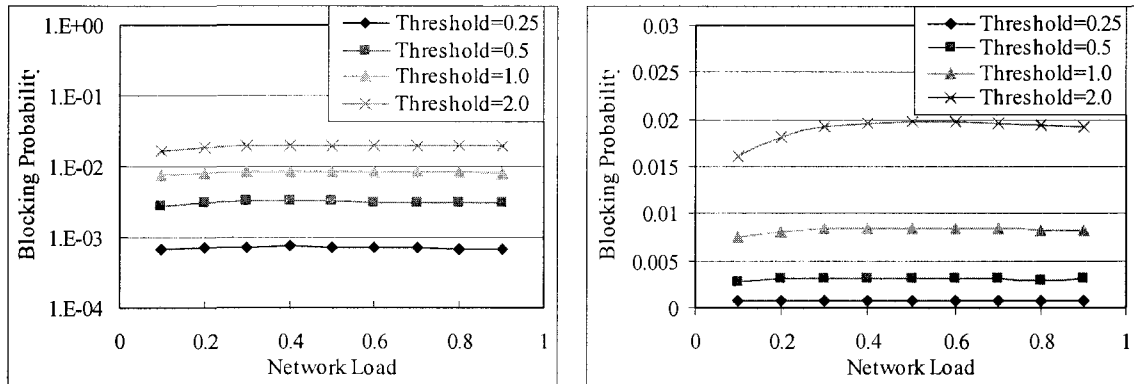 Blocking Probability
1.E+00
1.E-01
1.E-02
1.E-03
1.E-04
0
0.2
0.4
0.6
0.8
1
Network Load
Threshold=0.25
Threshold=0.5
Threshold=1.0
Threshold=2.0
Blocking Probability
0.03
0.025
0.02
0.015
0.01
0.005
0
0
0.2
0.4
0.6
0.8
1
Network Load
Threshold=0.25
Threshold=0.5
Threshold=1.0
Threshold=2.0